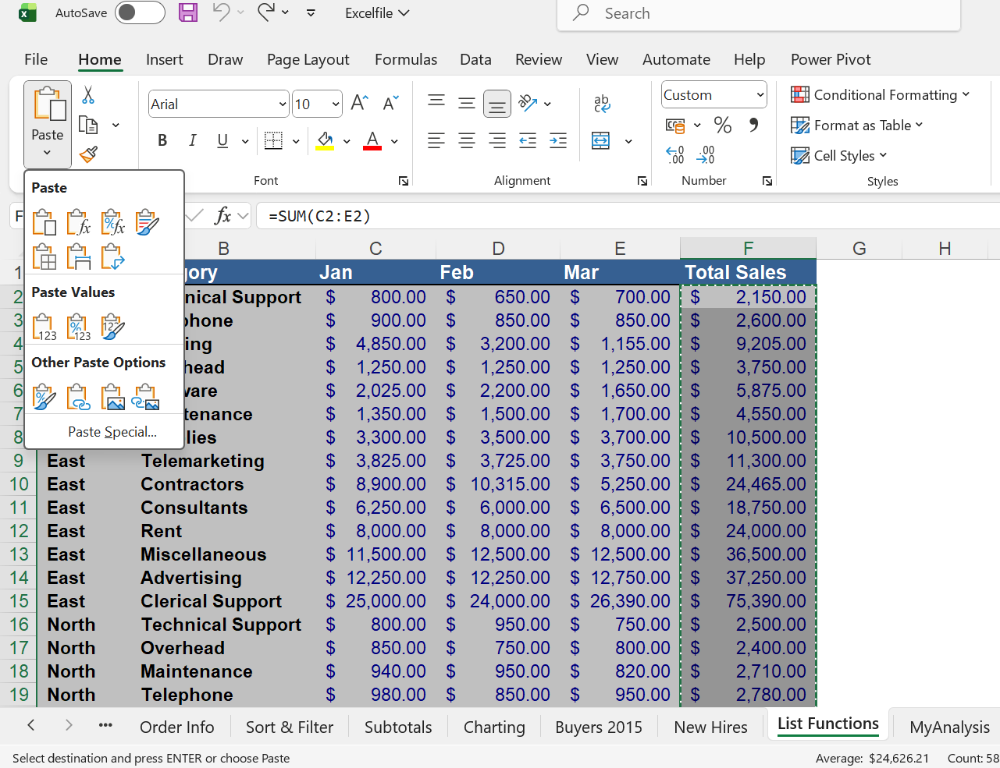 AutoSave Excelfile Search
File Home Insert Draw Page Layout Formulas Data Review View Automate Help Power Pivot
Paste
Arial 10
B I U A
ab
Custom
Conditional Formatting
Format as Table
Cell Styles
Font Alignment Number Styles
F fx =SUM(C2:E2)
Paste
Paste Values
Other Paste Options
Paste Special...
B C D E F G H
1 gory Jan Feb Mar Total Sales
2 nical Support $ 800.00 $ 650.00 $ 700.00 $ 2,150.00
3 phone $ 900.00 $ 850.00 $ 850.00 $ 2,600.00
4 ing $ 4,850.00 $ 3,200.00 $ 1,155.00 $ 9,205.00
5 head $ 1,250.00 $ 1,250.00 $ 1,250.00 $ 3,750.00
6 ware $ 2,025.00 $ 2,200.00 $ 1,650.00 $ 5,875.00
7 tenance $ 1,350.00 $ 1,500.00 $ 1,700.00 $ 4,550.00
8 lies $ 3,300.00 $ 3,500.00 $ 3,700.00 $ 10,500.00
9 East Telemarketing $ 3,825.00 $ 3,725.00 $ 3,750.00 $ 11,300.00
10 East Contractors $ 8,900.00 $ 10,315.00 $ 5,250.00 $ 24,465.00
11 East Consultants $ 6,250.00 $ 6,000.00 $ 6,500.00 $ 18,750.00
12 East Rent $ 8,000.00 $ 8,000.00 $ 8,000.00 $ 24,000.00
13 East Miscellaneous $ 11,500.00 $ 12,500.00 $ 12,500.00 $ 36,500.00
14 East Advertising $ 12,250.00 $ 12,250.00 $ 12,750.00 $ 37,250.00
15 East Clerical Support $ 25,000.00 $ 24,000.00 $ 26,390.00 $ 75,390.00
16 North Technical Support $ 800.00 $ 950.00 $ 750.00 $ 2,500.00
17 North Overhead $ 850.00 $ 750.00 $ 800.00 $ 2,400.00
18 North Maintenance $ 940.00 $ 950.00 $ 820.00 $ 2,710.00
19 North Telephone $ 980.00 $ 850.00 $ 950.00 $ 2,780.00
Order Info Sort & Filter Subtotals Charting Buyers 2015 New Hires List Functions MyAnalysis
Select destination and press ENTER or choose Paste Average: $24,626.21 Count: 58